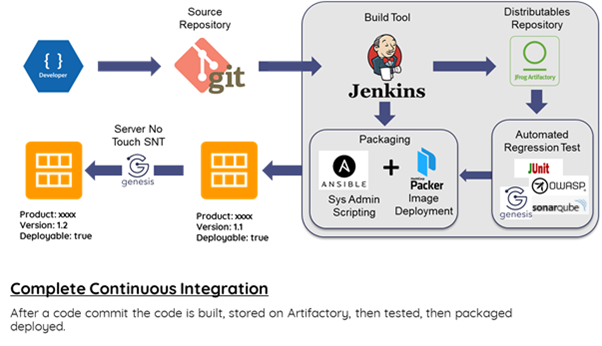 Source
Repository
Build Tool
Distributables
Repository
Developer
git
Jenkins
JFrog Artifactory
Server No
Touch SNT
genesis
Packaging
ANSIBLE
Sys Admin
Scripting
+
HashiCorp
Packer
Image
Deployment
Automated
Regression Test
JUnit
OWASP
genesis
sonarqube
Product: xxxx
Version: 1.2
Deployable: true
Product: xxxx
Version: 1.1
Deployable: true
Complete Continuous Integration
After a code commit the code is built, stored on Artifactory, then tested, then packaged
deployed.